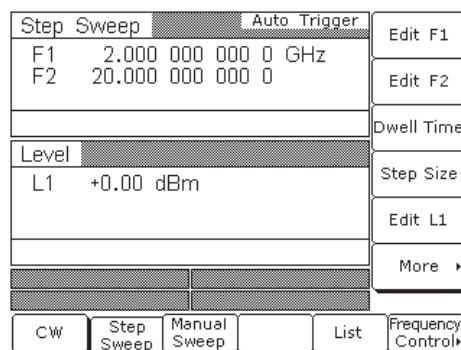 Step Sweep Auto Trigger
F1 2.000 000 000 0 GHz
F2 20.000 000 000 0
Level
L1 +0.00 dBm
Edit F1
Edit F2
Dwell Time
Step Size
Edit L1
More
CW
Step Sweep
Manual Sweep
List
Frequency Control